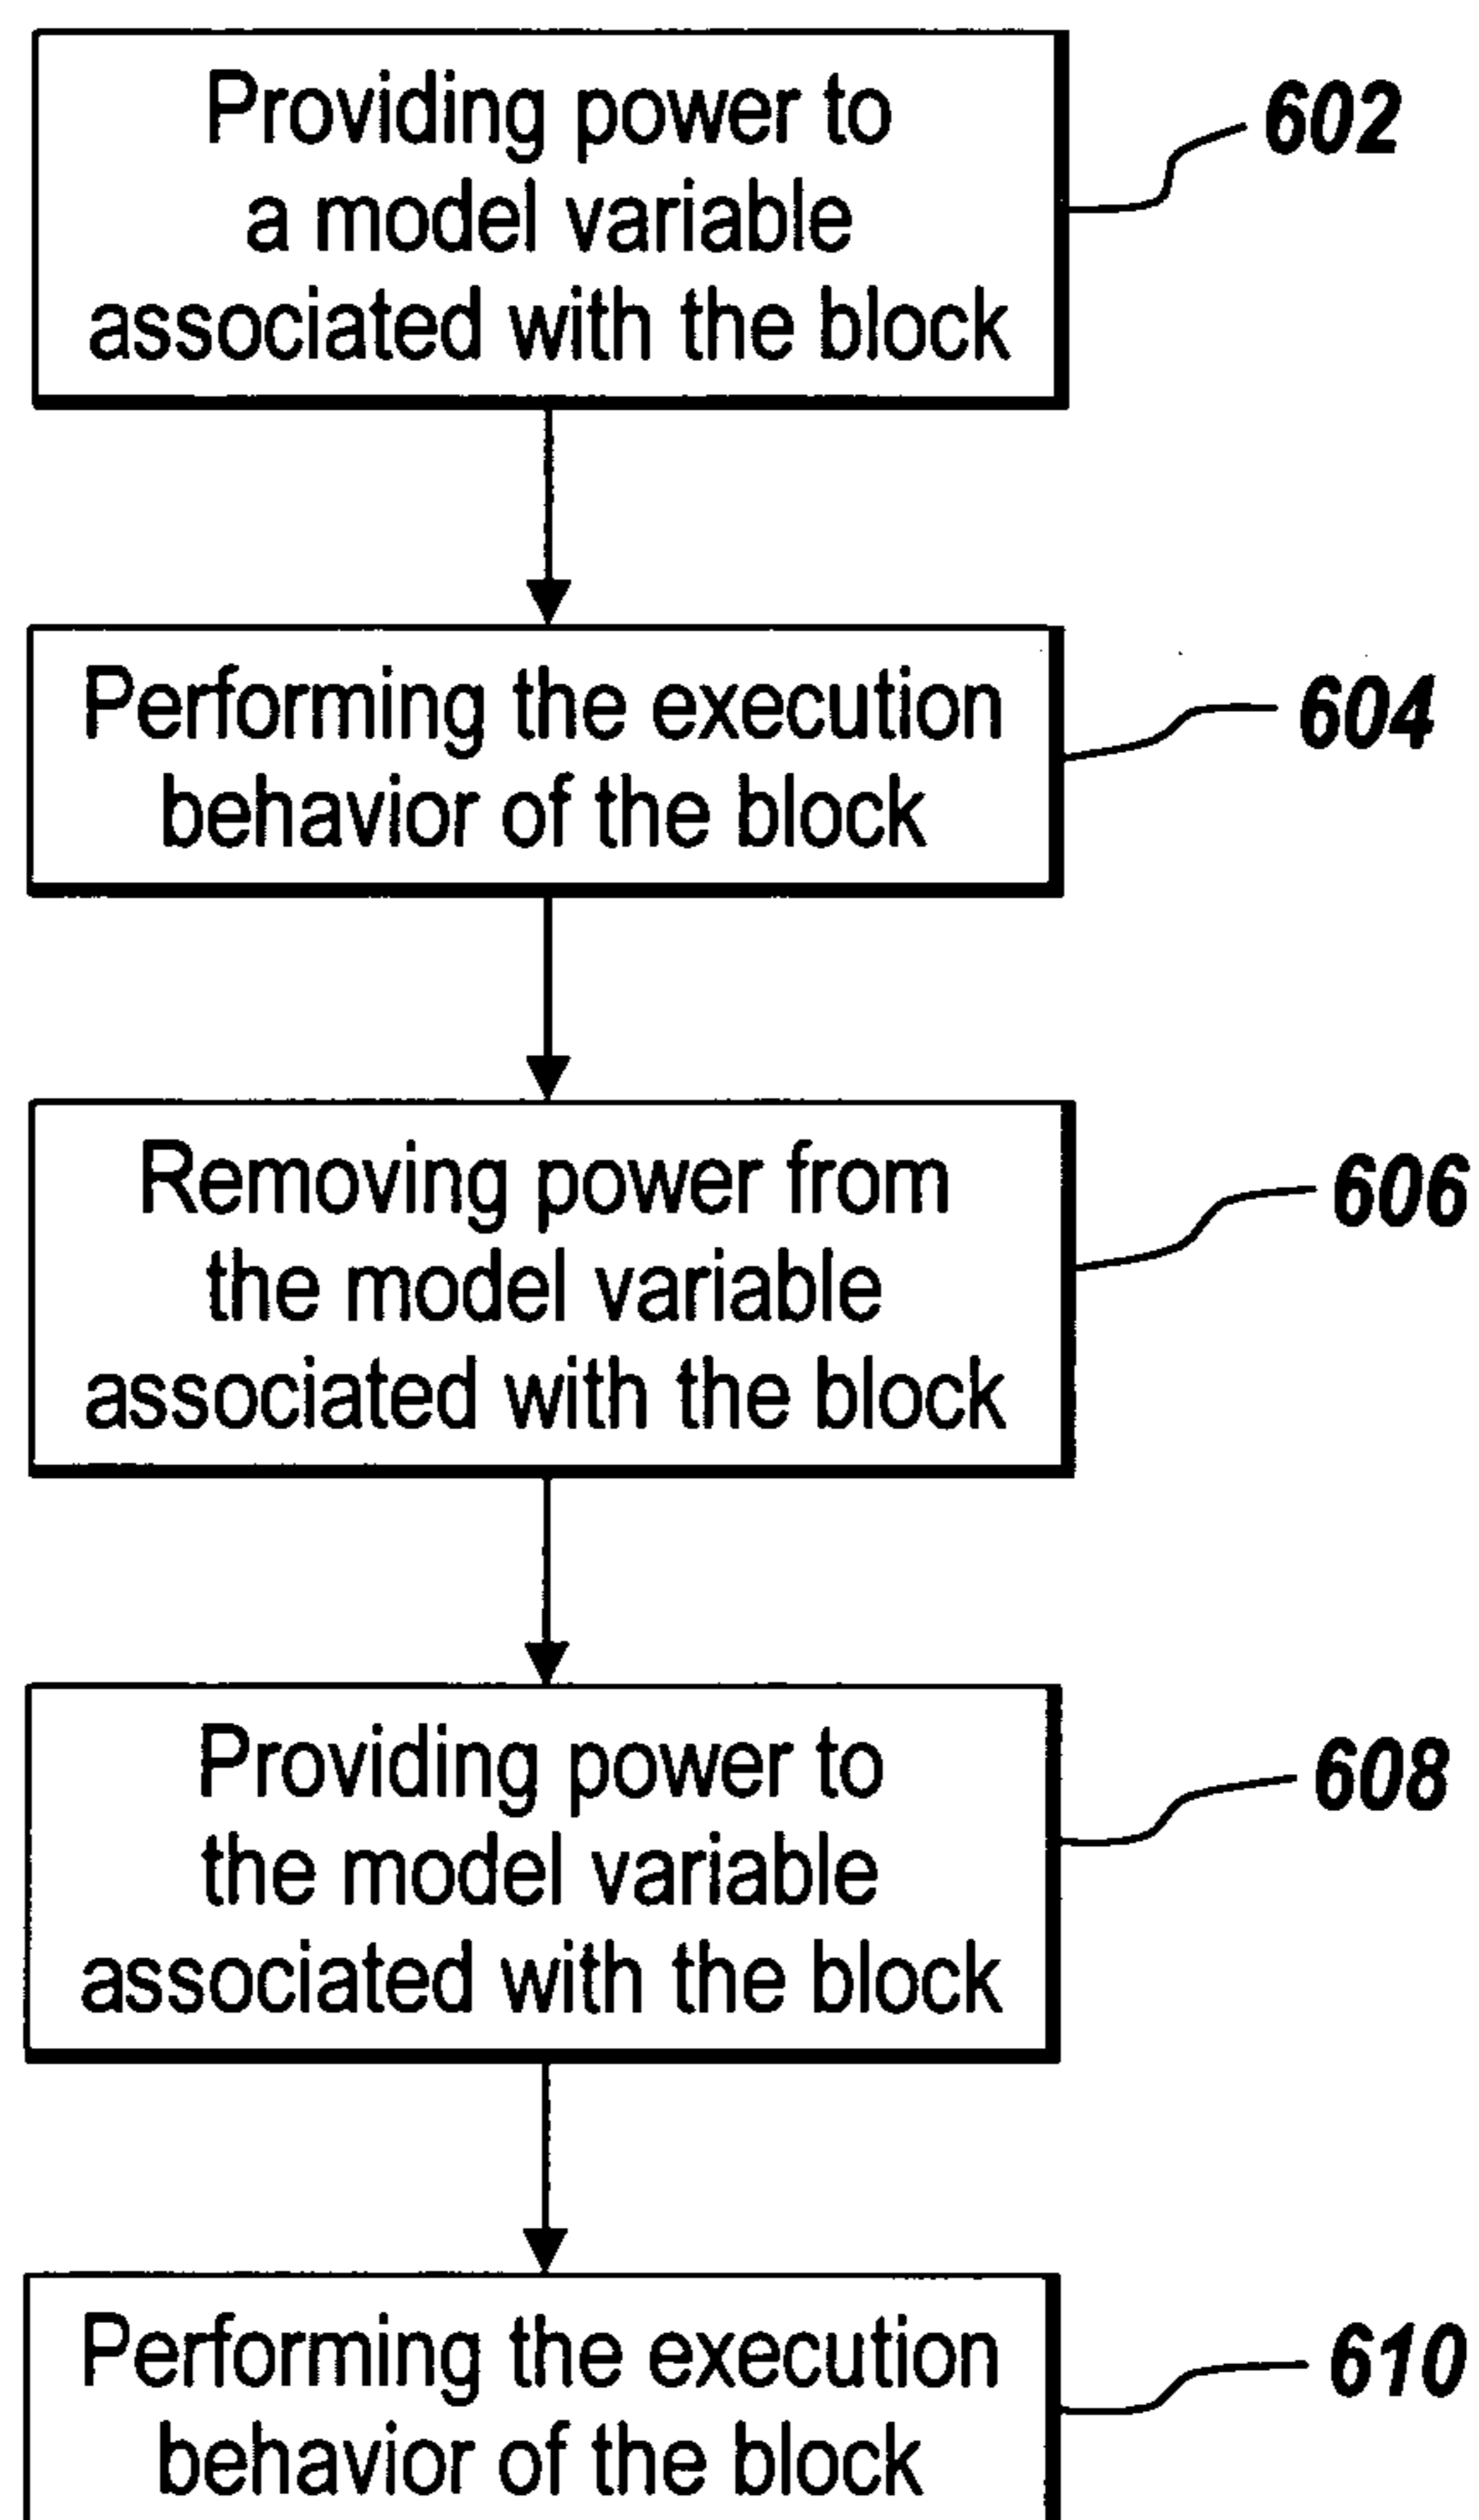 Providing power to
a model variable
associated with the block
602
Performing the execution
behavior of the block
604
Removing power from
the model variable
associated with the block
606
Providing power to
the model variable
associated with the block
608
Performing the execution
behavior of the block
610